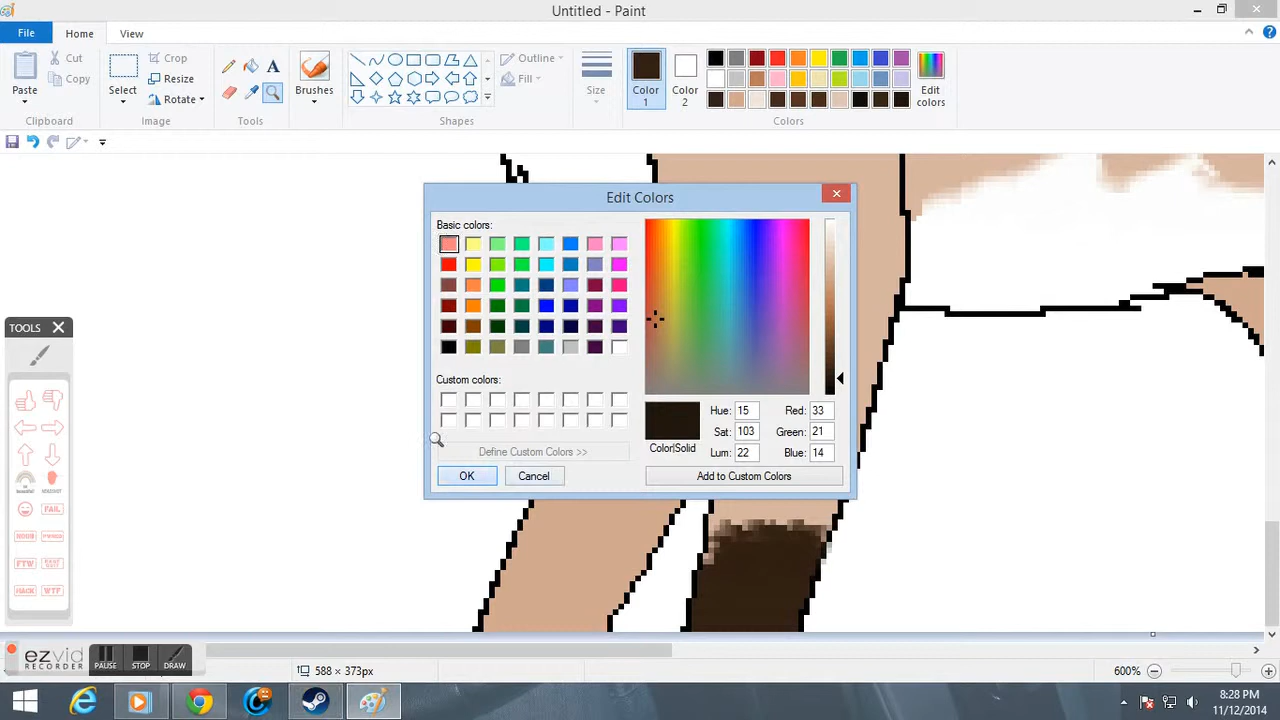 Untitled - Paint
File Home View
Paste
Cut
Copy
Clipboard
Select
Crop
Resize
Rotate
Image
A
Tools
Brushes
Outline
Fill
Shapes
Size
Color 1
Color 2
Edit colors
Colors
Edit Colors
Basic colors:
Custom colors:
Define Custom Colors >>
OK Cancel
Hue: 15 Red: 33
Sat: 103 Green: 21
Color|Solid Lum: 22 Blue: 14
Add to Custom Colors
TOOLS
FAIL
FTW
HACK WTF
ezvid
RECORDER
PAUSE STOP DRAW
588 × 373px
600%
8:28 PM
11/12/2014